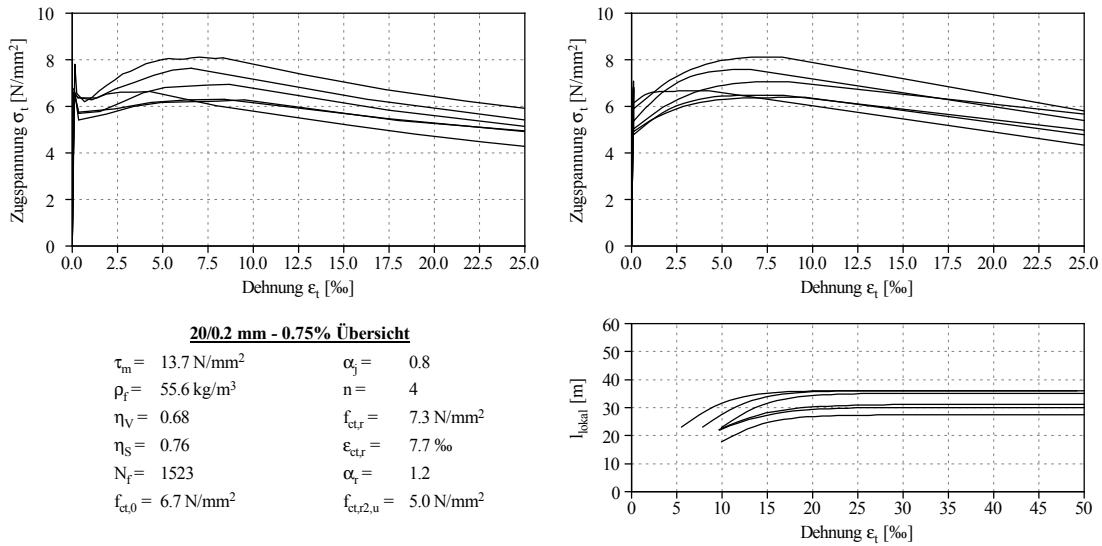 Zugspannung σt [N/mm²]
10
8
6
4
2
0
0.0 2.5 5.0 7.5 10.0 12.5 15.0 17.5 20.0 22.5 25.0
Dehnung εt [‰]
Zugspannung σt [N/mm²]
10
8
6
4
2
0
0.0 2.5 5.0 7.5 10.0 12.5 15.0 17.5 20.0 22.5 25.0
Dehnung εt [‰]
20/0.2 mm - 0.75% Übersicht
τm = 13.7 N/mm² αj = 0.8
ρf = 55.6 kg/m³ n = 4
ηV = 0.68 fct,r = 7.3 N/mm²
ηS = 0.76 εct,r = 7.7 ‰
Nf = 1523 αr = 1.2
fct,0 = 6.7 N/mm² fct,r2,u = 5.0 N/mm²
llokal [m]
60
50
40
30
20
10
0
0 5 10 15 20 25 30 35 40 45 50
Dehnung εt [‰]